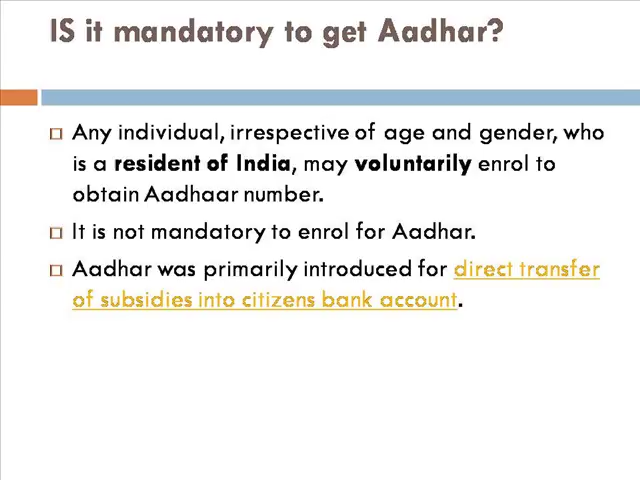 IS it mandatory to get Aadhar?
Any individual, irrespective of age and gender, who
is a resident of India, may voluntarily enrol to
obtain Aadhaar number.
It is not mandatory to enrol for Aadhar.
Aadhar was primarily introduced for direct transfer
of subsidies into citizens bank account.